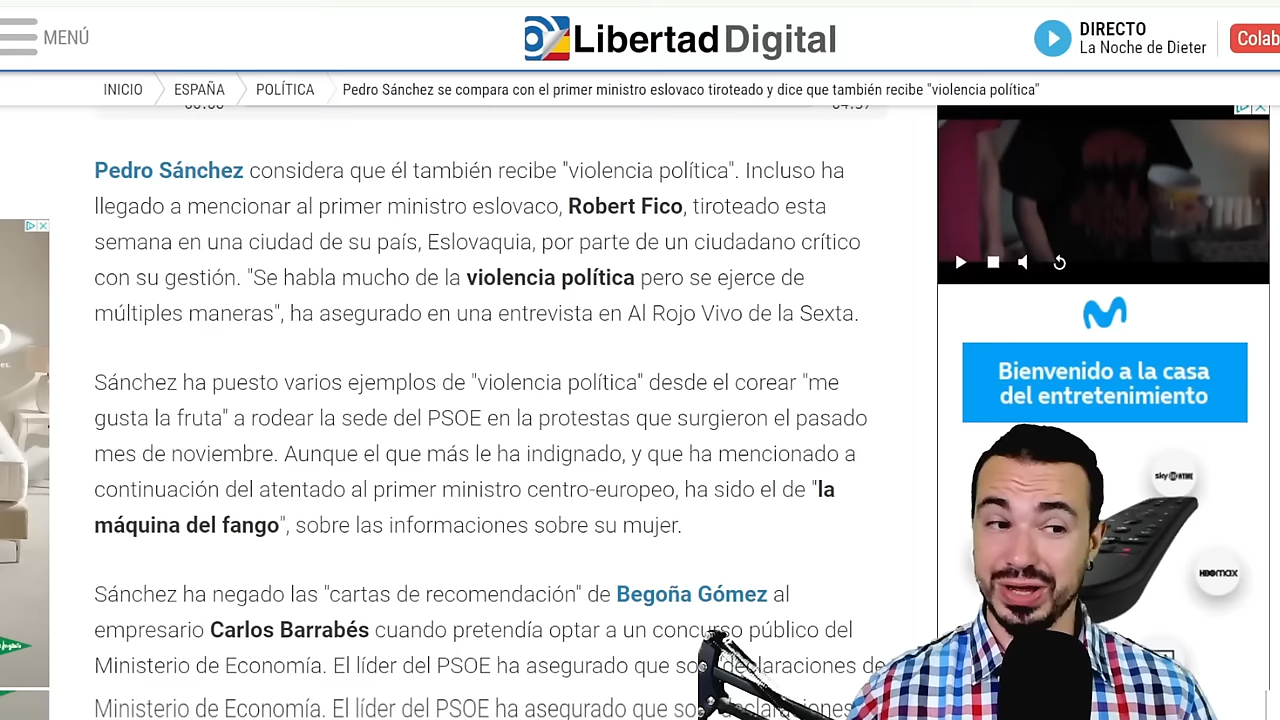 MENÚ
Libertad Digital
DIRECTO
La Noche de Dieter
Colab
INICIO
ESPAÑA
POLÍTICA
Pedro Sánchez se compara con el primer ministro eslovaco tiroteado y dice que también recibe "violencia política"
Pedro Sánchez considera que él también recibe "violencia política". Incluso ha
llegado a mencionar al primer ministro eslovaco, Robert Fico, tiroteado esta
semana en una ciudad de su país, Eslovaquia, por parte de un ciudadano crítico
con su gestión. "Se habla mucho de la violencia política pero se ejerce de
múltiples maneras", ha asegurado en una entrevista en Al Rojo Vivo de la Sexta.
Sánchez ha puesto varios ejemplos de "violencia política" desde el corear "me
gusta la fruta" a rodear la sede del PSOE en la protestas que surgieron el pasado
mes de noviembre. Aunque el que más le ha indignado, y que ha mencionado a
continuación del atentado al primer ministro centro-europeo, ha sido el de "la
máquina del fango", sobre las informaciones sobre su mujer.
Sánchez ha negado las "cartas de recomendación" de Begoña Gómez al
empresario Carlos Barrabés cuando pretendía optar a un concurso público del
Ministerio de Economía. El líder del PSOE ha asegurado que son "declaraciones de
Ministerio de Economía. El líder del PSOE ha asegurado que
Bienvenido a la casa
del entretenimiento
sky SHOWTIME
HBOmax